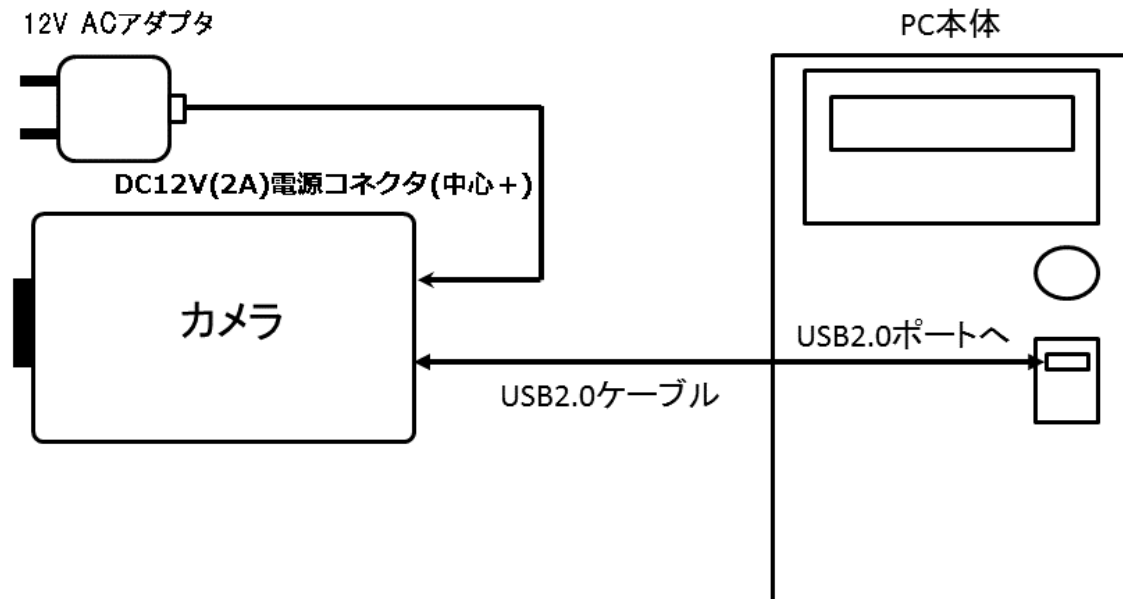 12V ACアダプタ
PC本体
DC12V(2A)電源コネクタ(中心+)
カメラ
USB2.0ポートへ
USB2.0ケーブル